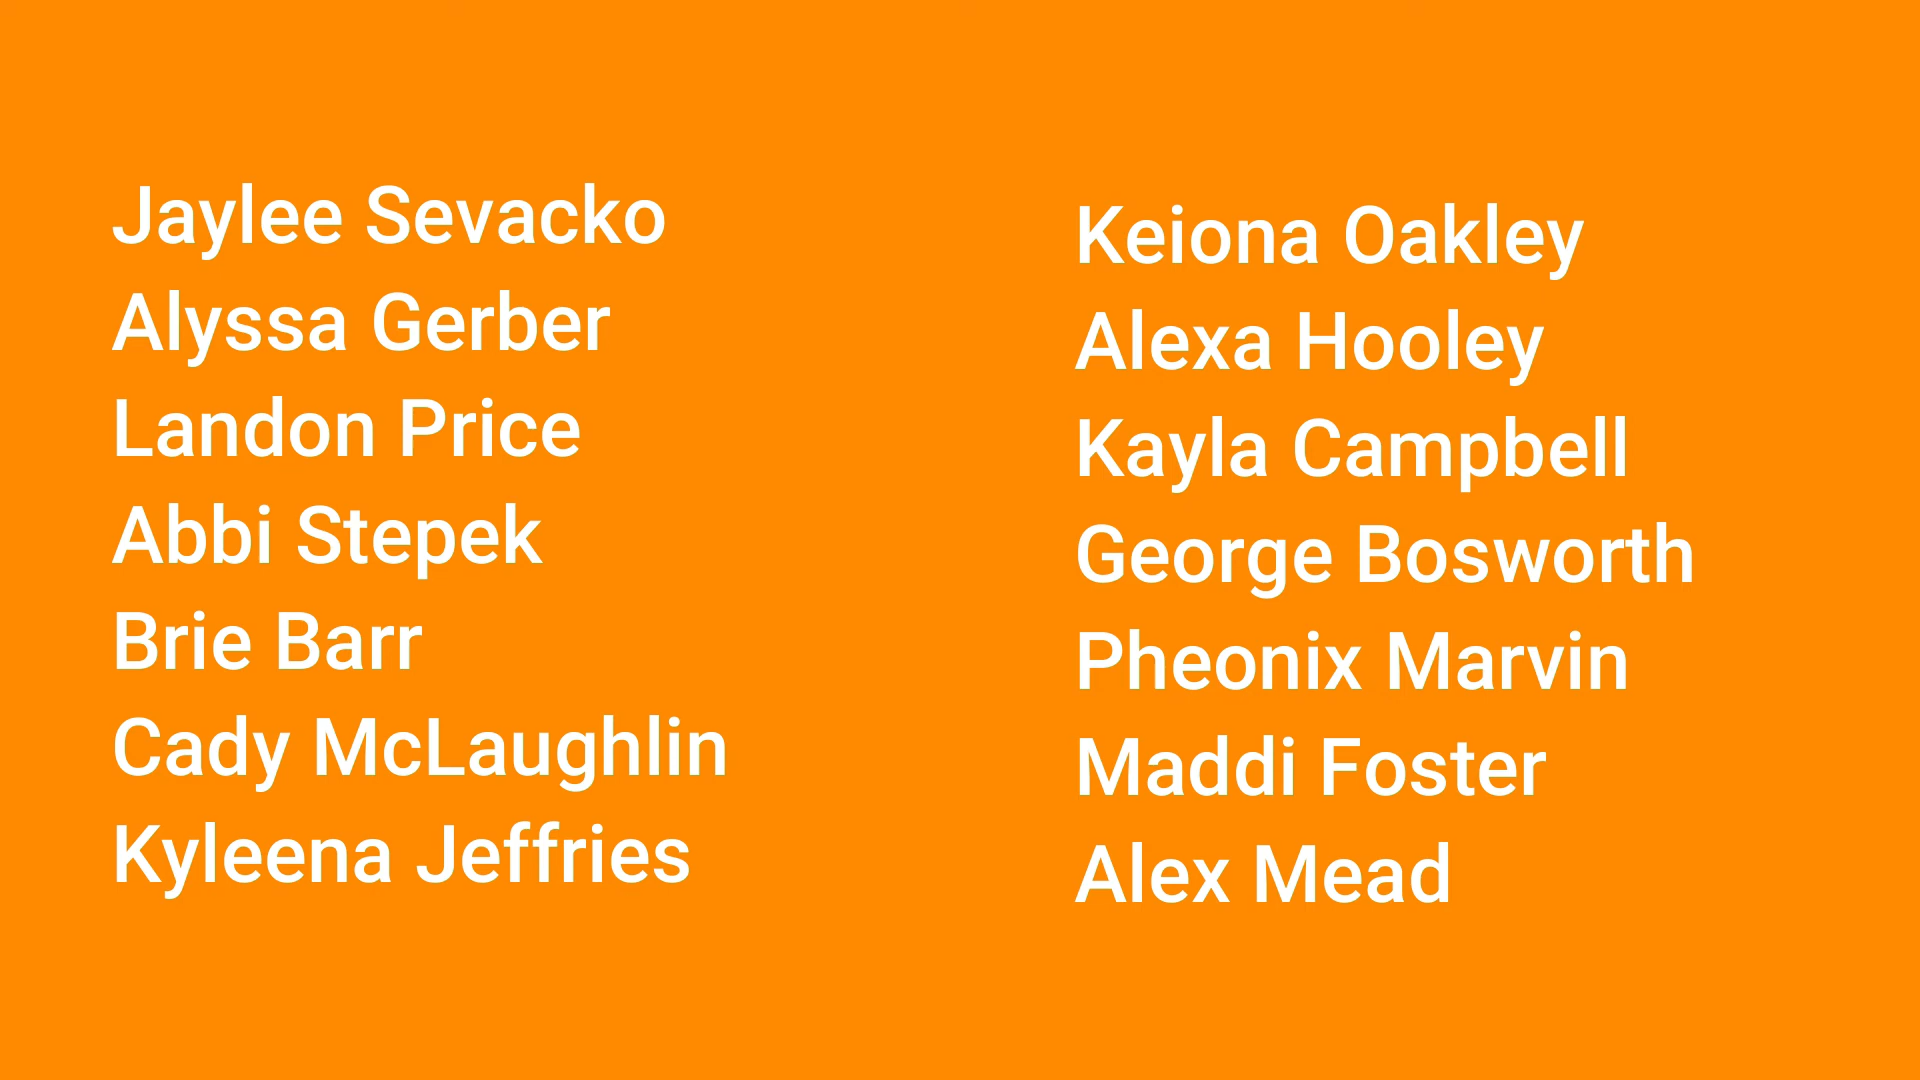 Jaylee Sevacko
Alyssa Gerber
Landon Price
Abbi Stepek
Brie Barr
Cady McLaughlin
Kyleena Jeffries
Keiona Oakley
Alexa Hooley
Kayla Campbell
George Bosworth
Pheonix Marvin
Maddi Foster
Alex Mead